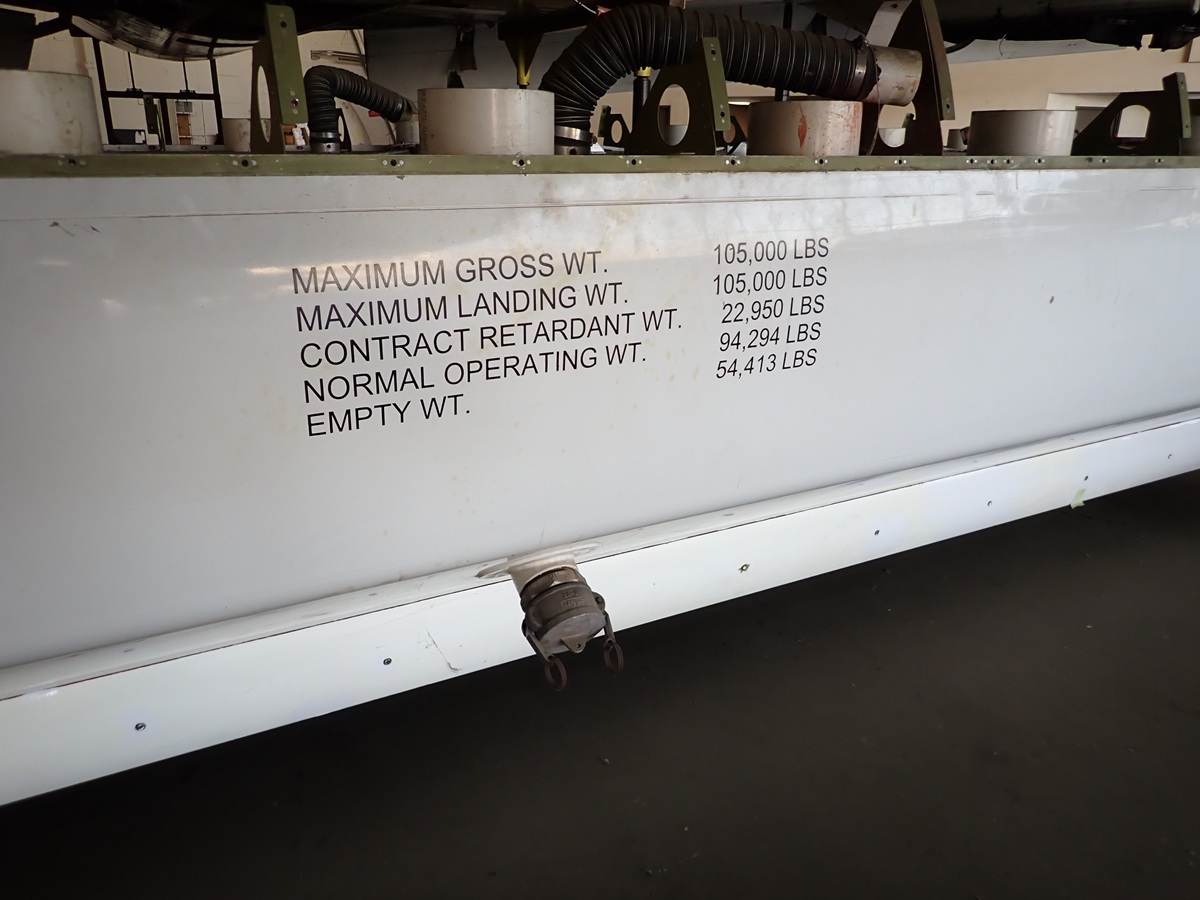 MAXIMUM GROSS WT. 105,000 LBS
MAXIMUM LANDING WT. 105,000 LBS
CONTRACT RETARDANT WT. 22,950 LBS
NORMAL OPERATING WT. 94,294 LBS
EMPTY WT. 54,413 LBS